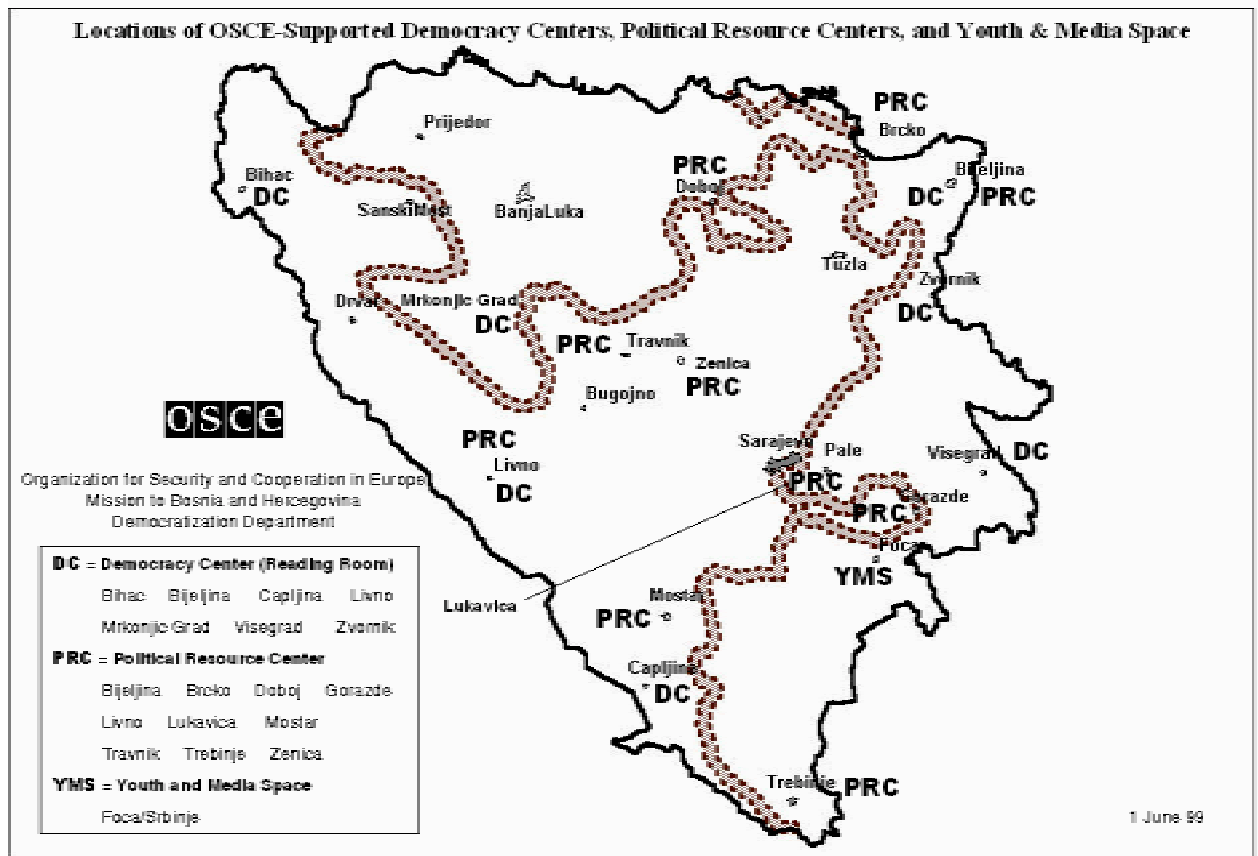 Locations of OSCE-Supported Democracy Centers, Political Resource Centers, and Youth & Media Space
PRC
Brcko
Prijedor
PRC
Doboj
Bihac
DC
Bijeljina
DC
PRC
Sanski Most
BanjaLuka
Tuzla
Zvornik
DC
Drvar
Mrkonjic Grad
DC
PRC
Travnik
Zenica
PRC
Bugojno
osce
Organization for Security and Cooperation in Europe
Mission to Bosnia and Hercegovina
Democratization Department
PRC
Livno
DC
Sarajevo
Pale
PRC
Visegrad
DC
Gorazde
PRC
Foca
YMS
Lukavica
Mostar
PRC
Capljina
DC
Trebinje
PRC
DC = Democracy Center (Reading Room)
Bihac Bijeljina Capljina Livno
Mrkonjic Grad Visegrad Zvornik
PRC = Political Resource Center
Bijeljina Brcko Doboj Gorazde
Livno Lukavica Mostar
Travnik Trebinje Zenica
YMS = Youth and Media Space
Foca/Srbinje
1 June 99